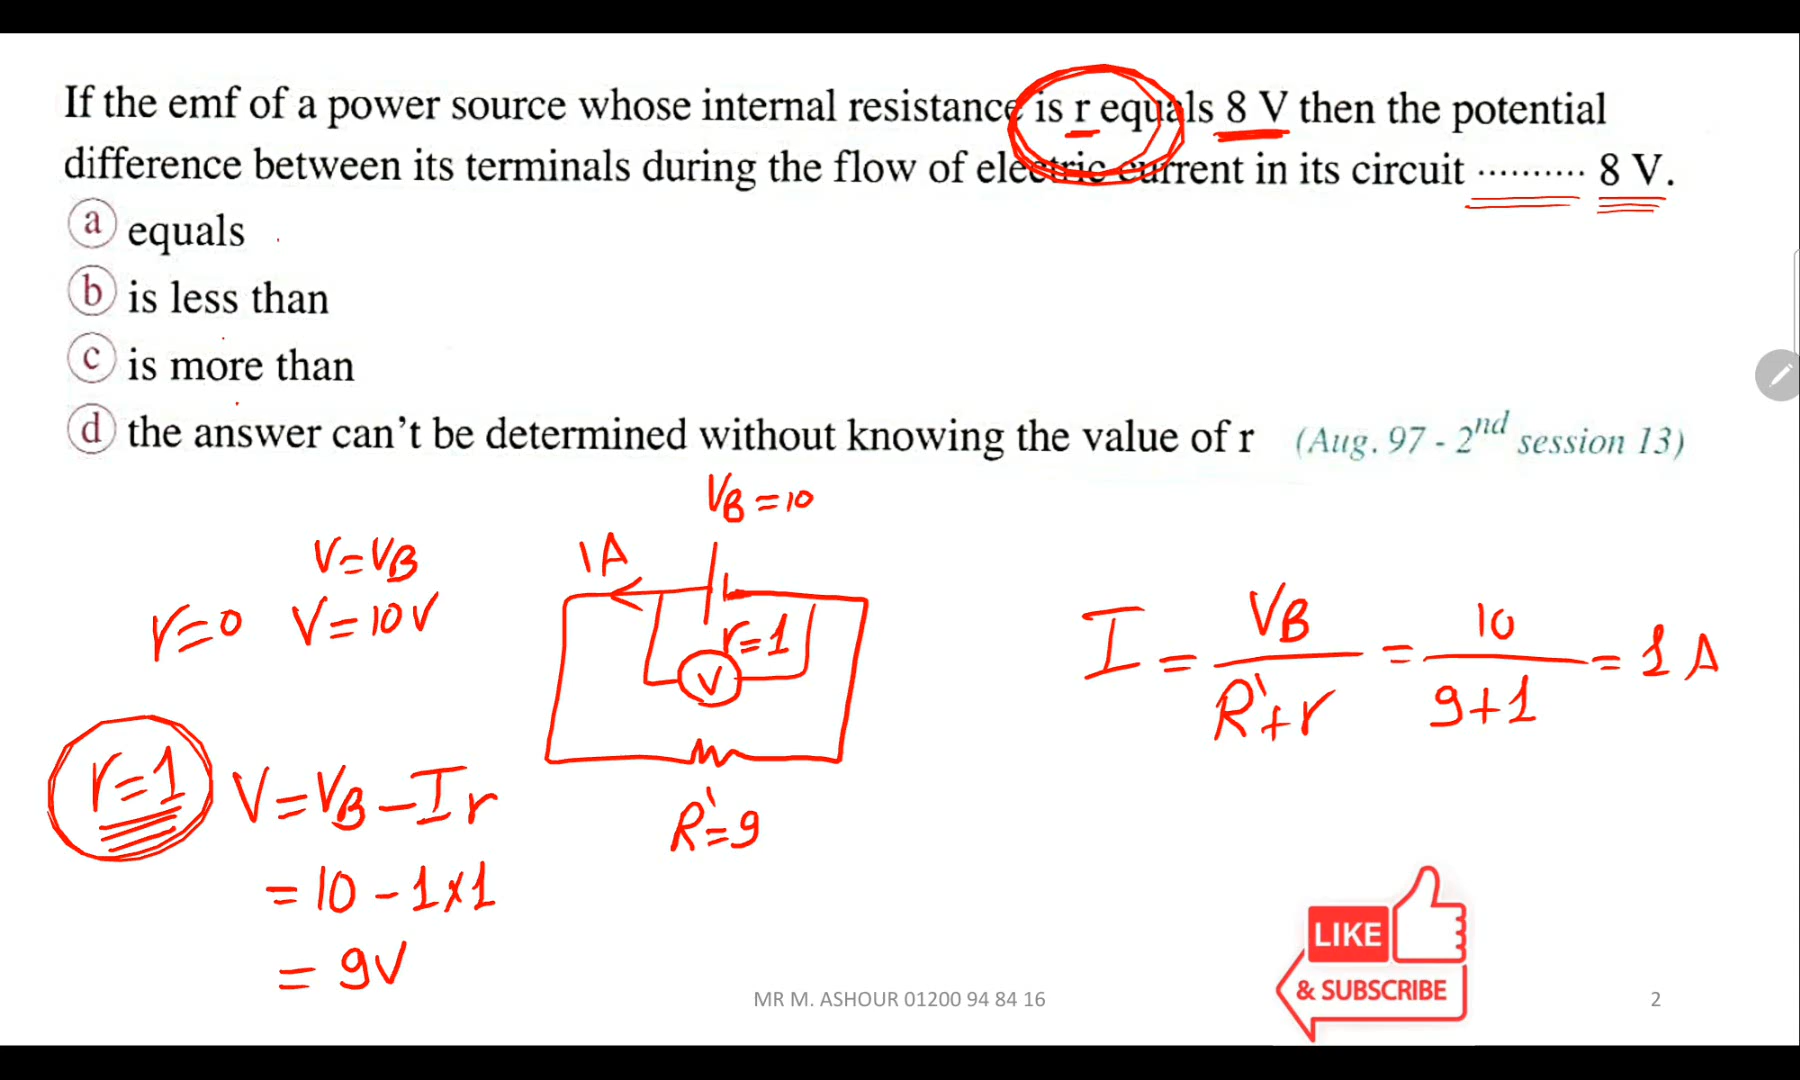 If the emf of a power source whose internal resistance is r equals 8 V then the potential
difference between its terminals during the flow of electric current in its circuit .......... 8 V.
a equals
b is less than
c is more than
d the answer can't be determined without knowing the value of r (Aug. 97 - 2nd session 13)
VB = 10
1A
V = VB
r = 0 V = 10V
r = 1
V
R' = 9
I = VB / R' + r = 10 / 9 + 1 = 1 A
r = 1 V = VB - Ir
= 10 - 1 x 1
= 9V
LIKE
& SUBSCRIBE
MR M. ASHOUR 01200 94 84 16
2